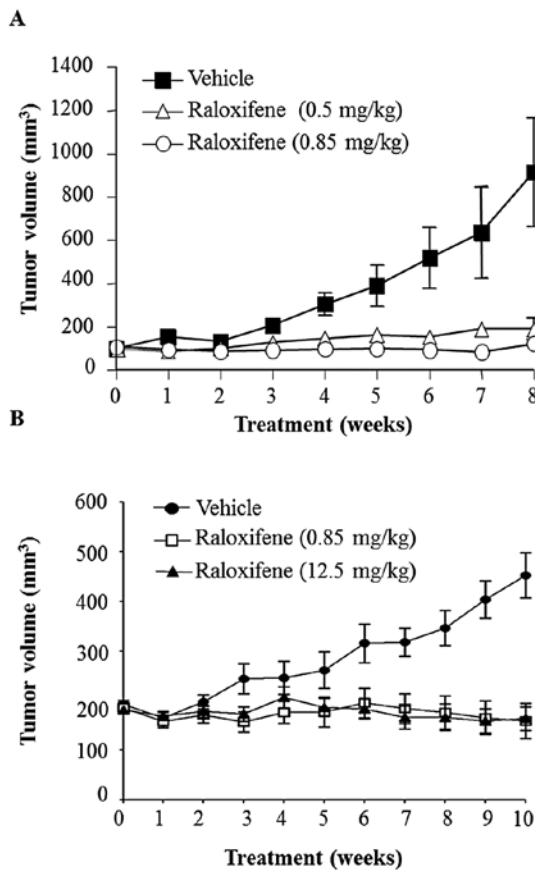 A
1400
1200
1000
800
600
400
200
0
Tumor volume (mm³)
Vehicle
Raloxifene (0.5 mg/kg)
Raloxifene (0.85 mg/kg)
0 1 2 3 4 5 6 7 8
Treatment (weeks)
B
600
500
400
300
200
100
0
Tumor volume (mm³)
Vehicle
Raloxifene (0.85 mg/kg)
Raloxifene (12.5 mg/kg)
0 1 2 3 4 5 6 7 8 9 10
Treatment (weeks)